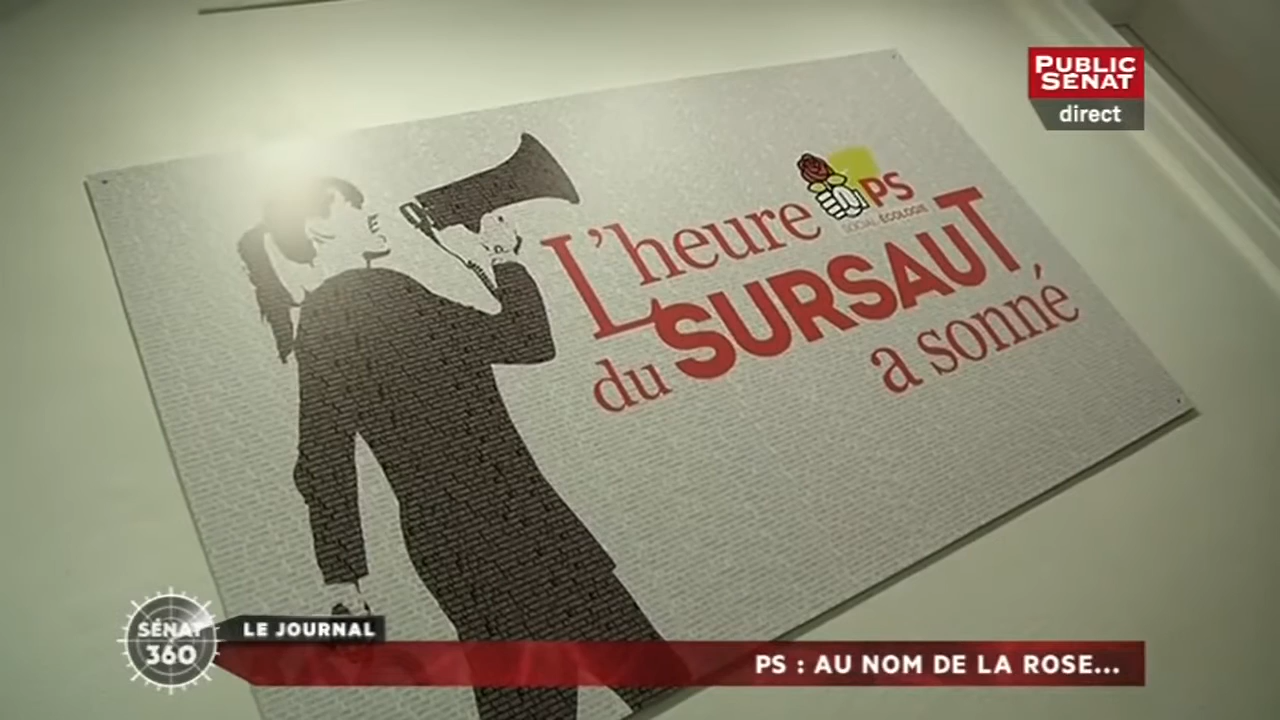 PUBLIC
SÉNAT
direct
L'heure
PS
SOCIAL-ÉCOLOGIE
du SURSAUT
a sonné
SÉNAT
360
LE JOURNAL
PS : AU NOM DE LA ROSE...